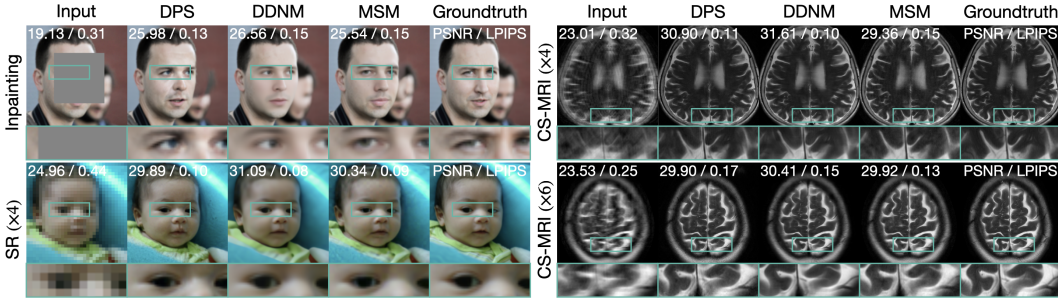 Input DPS DDNM MSM Groundtruth
Inpainting
19.13 / 0.31 25.98 / 0.13 26.56 / 0.15 25.54 / 0.15 PSNR / LPIPS
SR (×4)
24.96 / 0.44 29.89 / 0.10 31.09 / 0.08 30.34 / 0.09 PSNR / LPIPS
Input DPS DDNM MSM Groundtruth
CS-MRI (×4)
23.01 / 0.32 30.90 / 0.11 31.61 / 0.10 29.36 / 0.15 PSNR / LPIPS
CS-MRI (×6)
23.53 / 0.25 29.90 / 0.17 30.41 / 0.15 29.92 / 0.13 PSNR / LPIPS